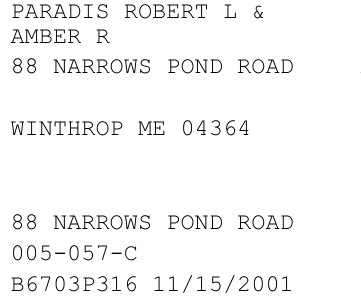 PARADIS ROBERT L &
AMBER R
88 NARROWS POND ROAD
WINTHROP ME 04364
88 NARROWS POND ROAD
005-057-C
B6703P316 11/15/2001